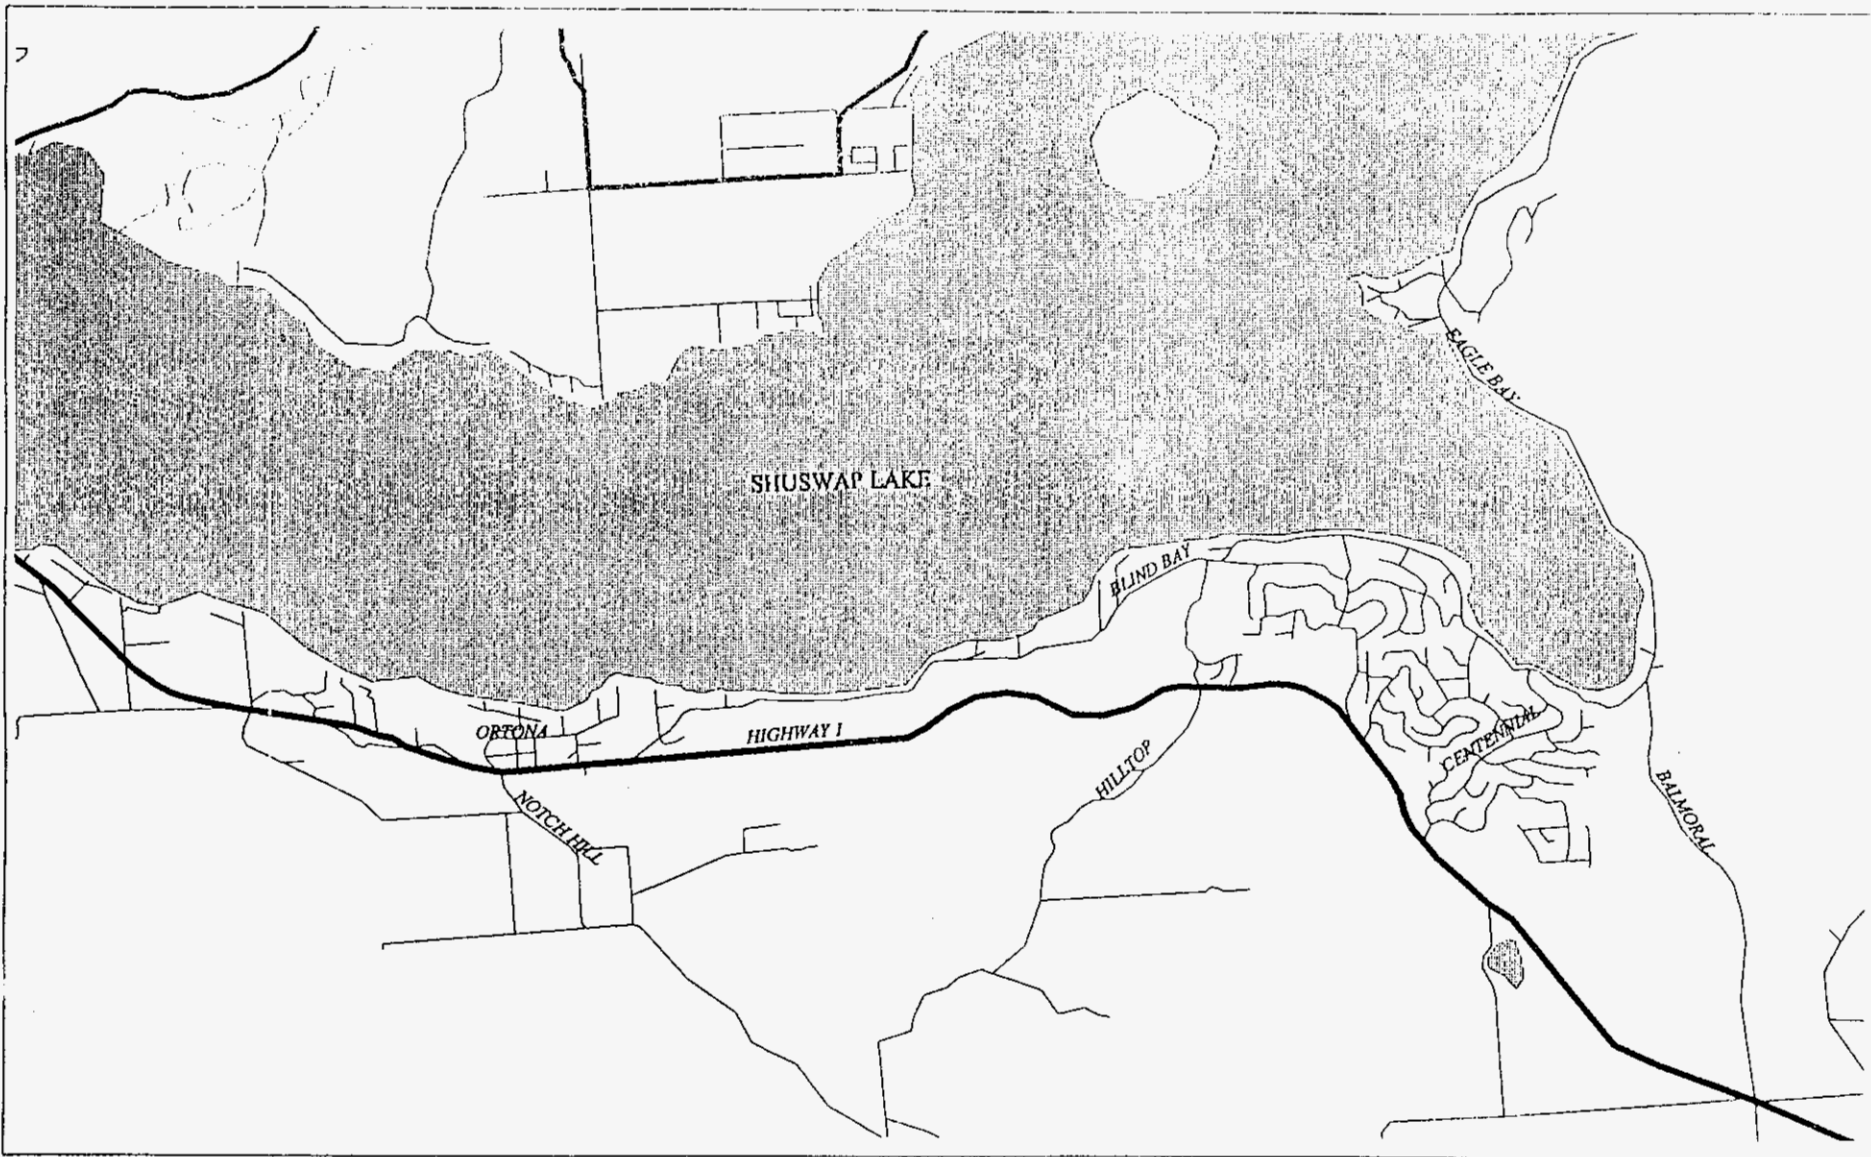 EAGLE BAY
SHUSWAP LAKE
BLIND BAY
ORTONA
HIGHWAY 1
CENTENNIAL
HILLTOP
BALMORAL
NOTCH HILL